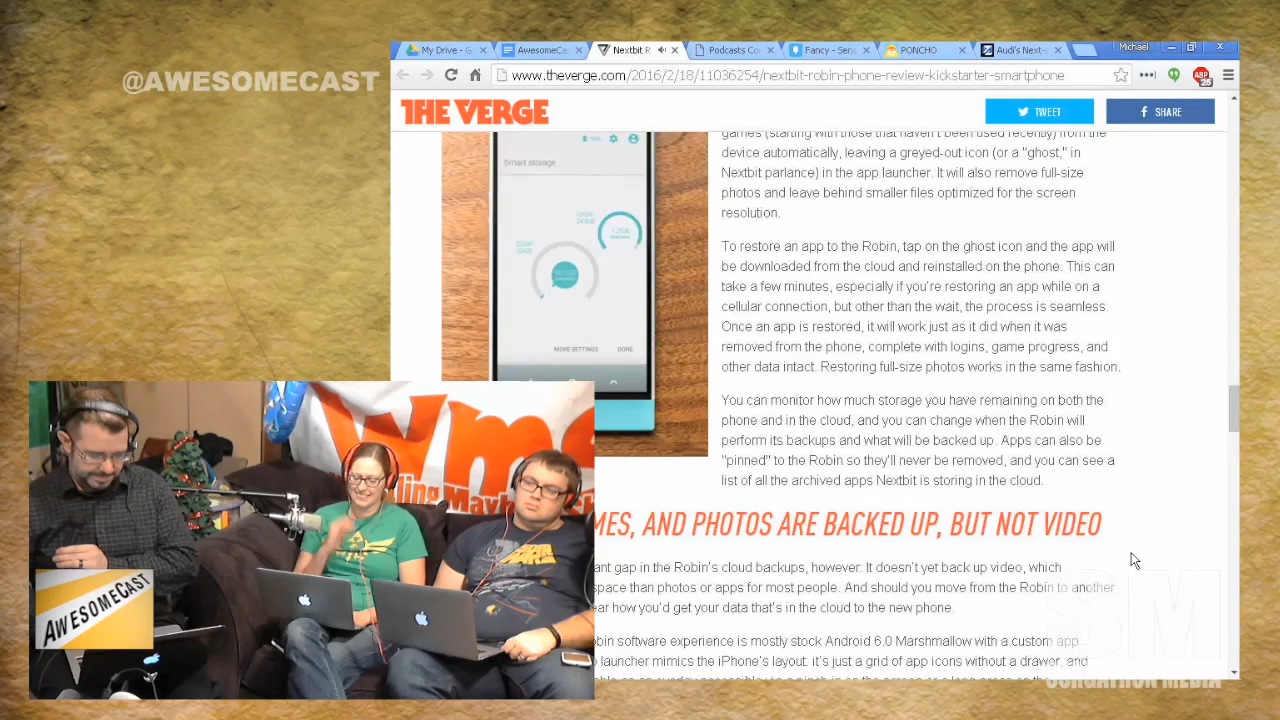 @AWESOMECAST
My Drive - G
AwesomeCas
Nextbit R
Podcasts Co
Fancy - Sens
PONCHO
Audi's Next-g
Michael
www.theverge.com/2016/2/18/11036254/nextbit-robin-phone-review-kickstarter-smartphone
ABP
25
THE VERGE
TWEET
SHARE
games (starting with those that haven't been used recently) from the
device automatically, leaving a greyed-out icon (or a "ghost," in
Nextbit parlance) in the app launcher. It will also remove full-size
photos and leave behind smaller files optimized for the screen
resolution.
Smart storage
CLOUD
MORE SETTINGS
DONE
To restore an app to the Robin, tap on the ghost icon and the app will
be downloaded from the cloud and reinstalled on the phone. This can
take a few minutes, especially if you're restoring an app while on a
cellular connection, but other than the wait, the process is seamless.
Once an app is restored, it will work just as it did when it was
removed from the phone, complete with logins, game progress, and
other data intact. Restoring full-size photos works in the same fashion.
You can monitor how much storage you have remaining on both the
phone and in the cloud, and you can change when the Robin will
perform its backups and what will be backed up. Apps can also be
"pinned" to the Robin so they'll never be removed, and you can see a
list of all the archived apps Nextbit is storing in the cloud.
MES, AND PHOTOS ARE BACKED UP, BUT NOT VIDEO
ant gap in the Robin's cloud backups, however: It doesn't yet back up video, which
space than photos or apps for most people. And should you move from the Robin to another
ear how you'd get your data that's in the cloud to the new phone.
obin software experience is mostly stock Android 6.0 Marshmallow with a custom app
launcher mimics the iPhone's layout: it's just a grid of app icons without a drawer, and
AWESOMECAST
SM
SORGATRON MEDIA